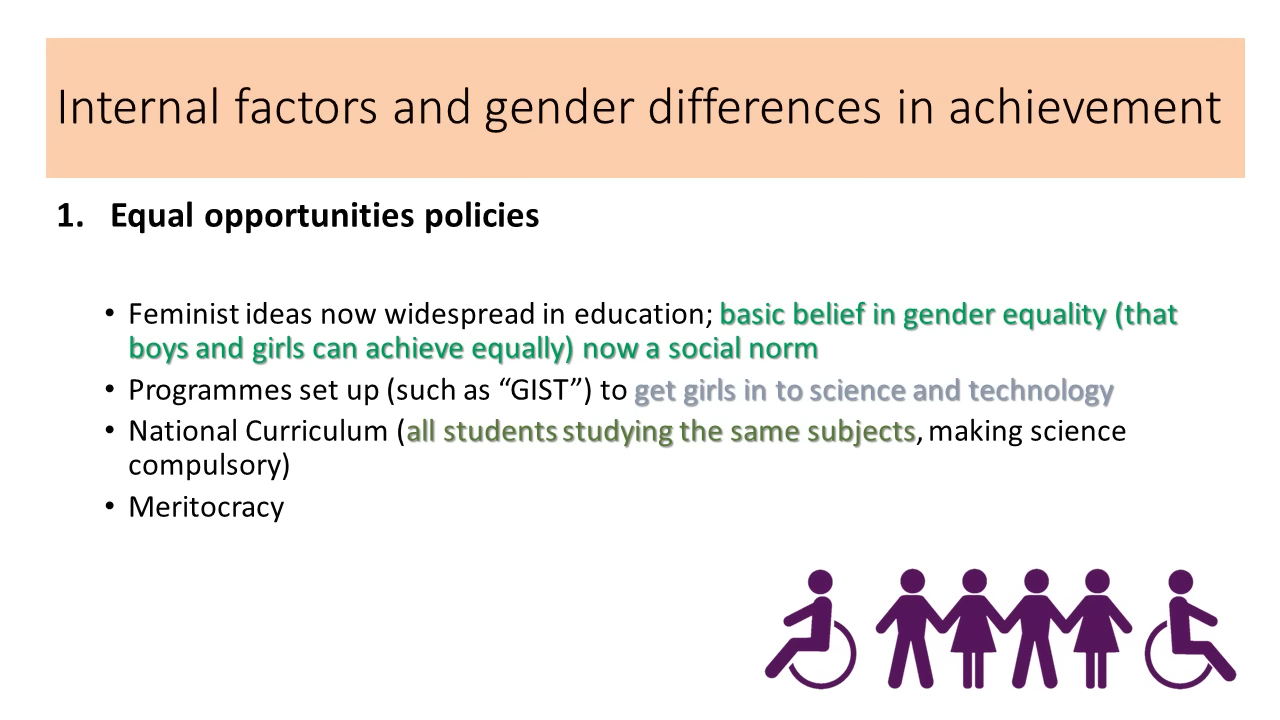 Internal factors and gender differences in achievement
1. Equal opportunities policies
• Feminist ideas now widespread in education; basic belief in gender equality (that
boys and girls can achieve equally) now a social norm
• Programmes set up (such as “GIST”) to get girls in to science and technology
• National Curriculum (all students studying the same subjects, making science
compulsory)
• Meritocracy